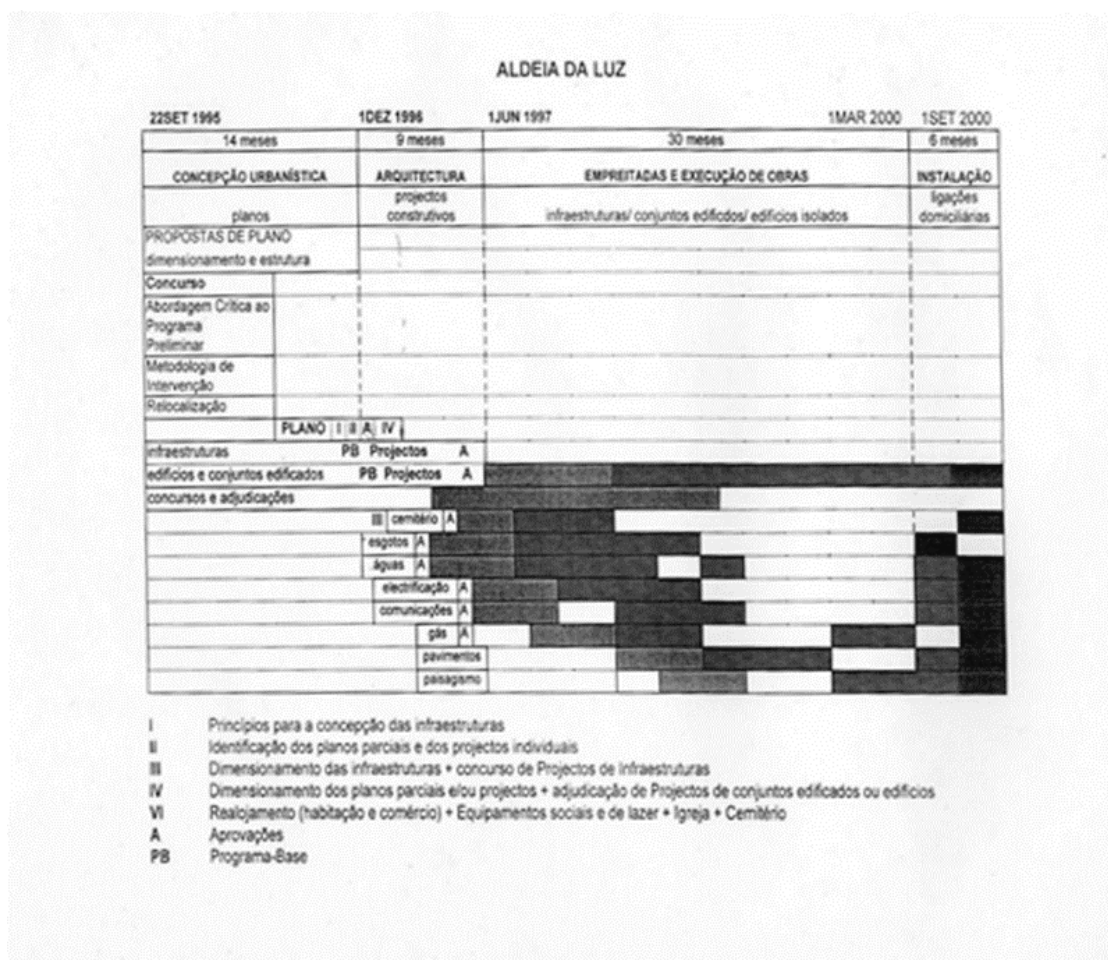 ALDEIA DA LUZ
22SET 1995 1DEZ 1996 1JUN 1997 1MAR 2000 1SET 2000
14 meses 9 meses 30 meses 6 meses
CONCEPÇÃO URBANÍSTICA ARQUITECTURA EMPREITADAS E EXECUÇÃO DE OBRAS INSTALAÇÃO
planos projectos construtivos infraestruturas/ conjuntos edificdos/ edificios isolados ligações domiciliárias
PROPOSTAS DE PLANO
dimensionamento e estrutura
Concurso
Abordagem Crítica ao
Programa
Preliminar
Metodologia de
Intervenção
Relocalização
PLANO I II A IV
infraestruturas PB Projectos A
edifícios e conjuntos edificados PB Projectos A
concursos e adjudicações
III cemitério A
esgotos A
águas A
electrificação A
comunicações A
gás A
pavimentos
paisagismo
I Princípios para a concepção das infraestruturas
II Identificação dos planos parciais e dos projectos individuais
III Dimensionamento das infraestruturas + concurso de Projectos de Infraestruturas
IV Dimensionamento dos planos parciais e/ou projectos + adjudicação de Projectos de conjuntos edificados ou edifícios
VI Realojamento (habitação e comércio) + Equipamentos sociais e de lazer + Igreja + Cemitério
A Aprovações
PB Programa-Base